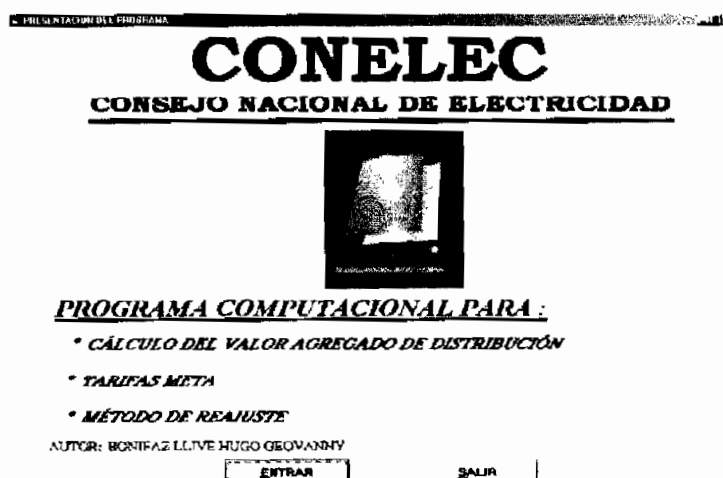 PRESENTACION DEL PROGRAMA
CONELEC
CONSEJO NACIONAL DE ELECTRICIDAD
PROGRAMA COMPUTACIONAL PARA :
* CÁLCULO DEL VALOR AGREGADO DE DISTRIBUCIÓN
* TARIFAS META
* MÉTODO DE REAJUSTE
AUTOR: BONIFAZ LLIVE HUGO GEOVANNY
ENTRAR SALIR